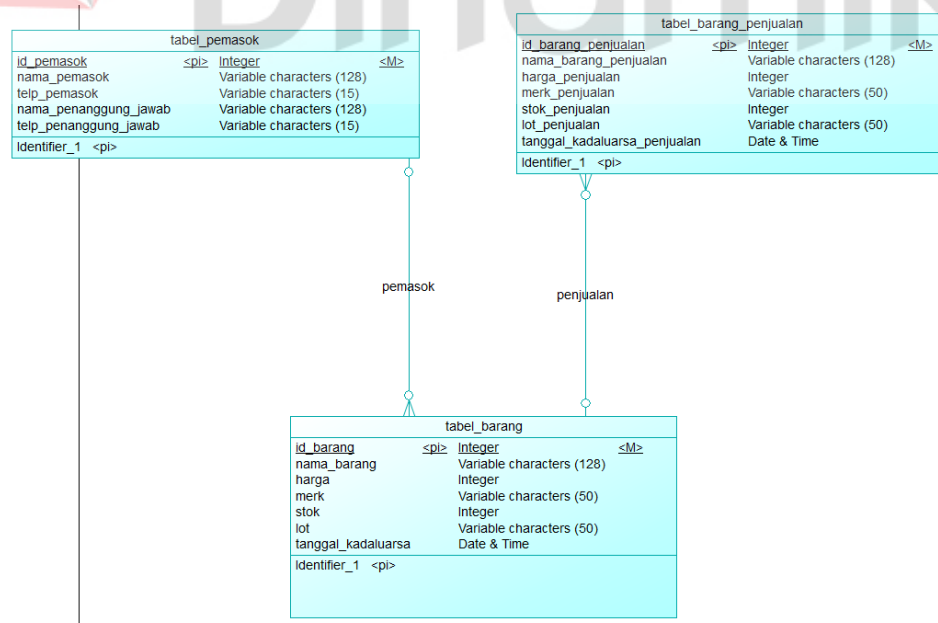 tabel_pemasok
id_pemasok <pi> Integer <M>
nama_pemasok Variable characters (128)
telp_pemasok Variable characters (15)
nama_penanggung_jawab Variable characters (128)
telp_penanggung_jawab Variable characters (15)
Identifier_1 <pi>
tabel_barang_penjualan
id_barang_penjualan <pi> Integer <M>
nama_barang_penjualan Variable characters (128)
harga_penjualan Integer
merk_penjualan Variable characters (50)
stok_penjualan Integer
lot_penjualan Variable characters (50)
tanggal_kadaluarsa_penjualan Date & Time
Identifier_1 <pi>
pemasok
penjualan
tabel_barang
id_barang <pi> Integer <M>
nama_barang Variable characters (128)
harga Integer
merk Variable characters (50)
stok Integer
lot Variable characters (50)
tanggal_kadaluarsa Date & Time
Identifier_1 <pi>